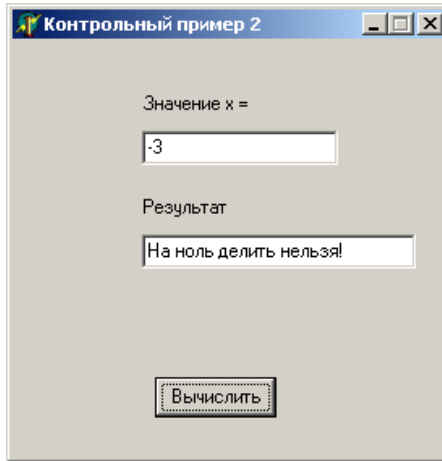 Контрольный пример 2
Значение x =
-3
Результат
На ноль делить нельзя!
Вычислить